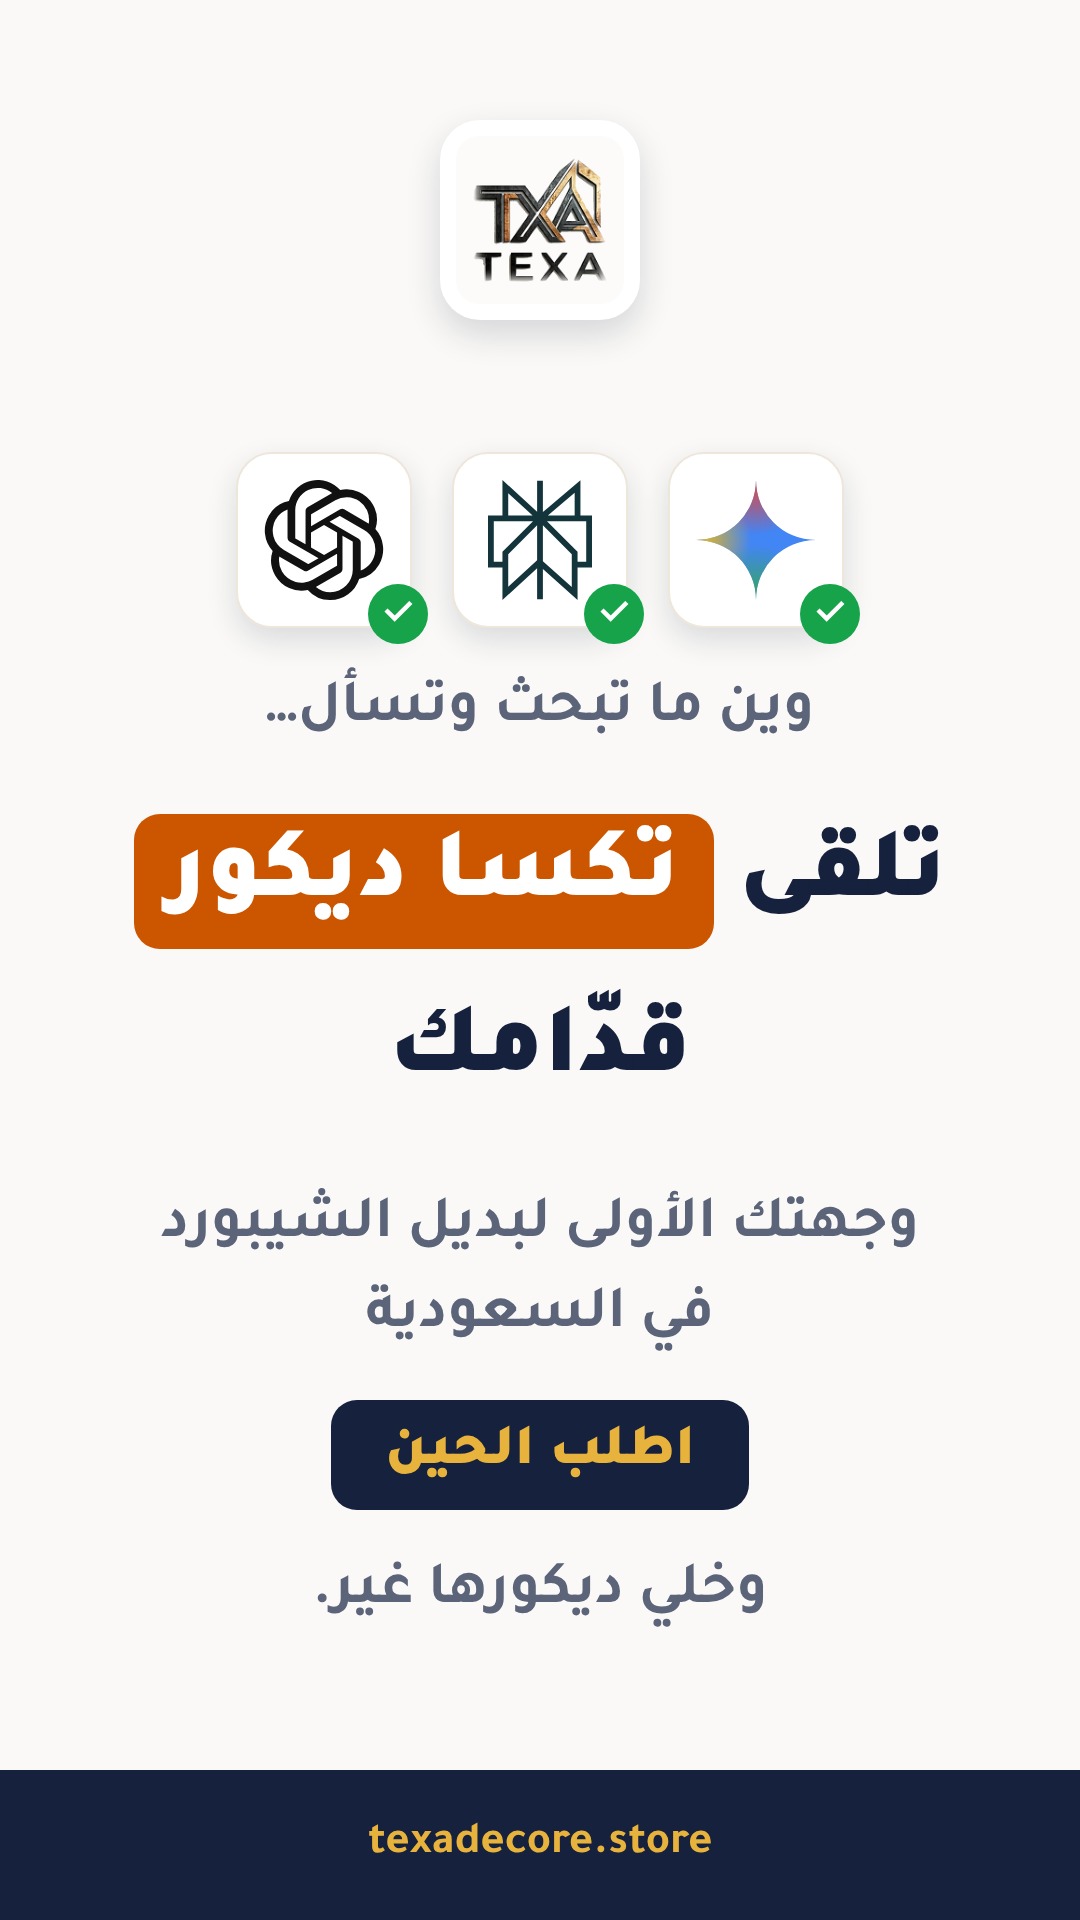 TXA
TEXA
وين ما تبحث وتسأل...
تلقى تكسا ديكور
قدّامك
وجهتك الأولى لبديل الشيبورد
في السعودية
اطلب الحين
وخلي ديكورها غير.
texadecore.store